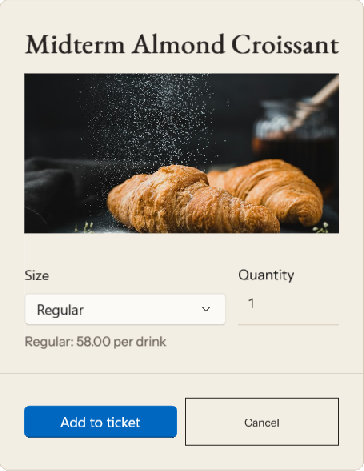 Midterm Almond Croissant
Size
Quantity
Regular
1
Regular: 58.00 per drink
Add to ticket
Cancel